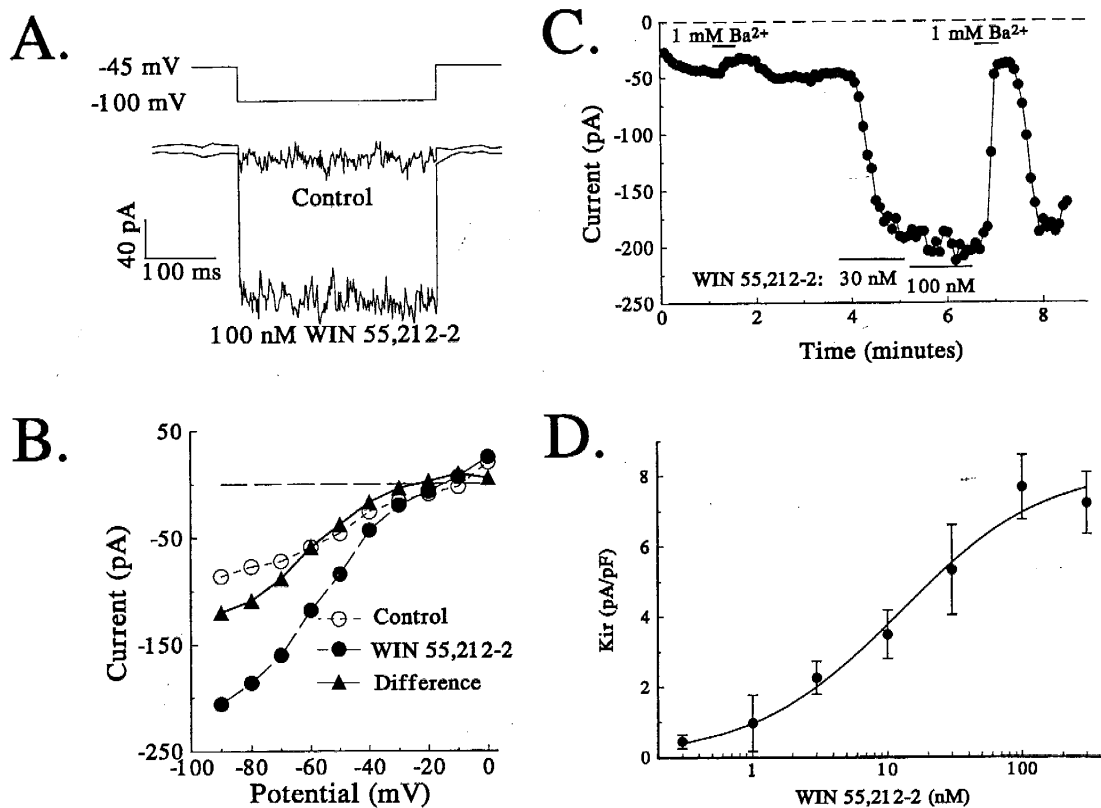 A.
-45 mV
-100 mV
Control
40 pA
100 ms
100 nM WIN 55,212-2
B.
50
0
-50
-150
-250
Current (pA)
-100 -80 -60 -40 -20 0
Potential (mV)
Control
WIN 55,212-2
Difference
C.
0
-50
-100
-150
-200
-250
Current (pA)
1 mM Ba2+
1 mM Ba2+
WIN 55,212-2:
30 nM
100 nM
0 2 4 6 8
Time (minutes)
D.
8
6
4
2
0
Kir (pA/pF)
1 10 100
WIN 55,212-2 (nM)